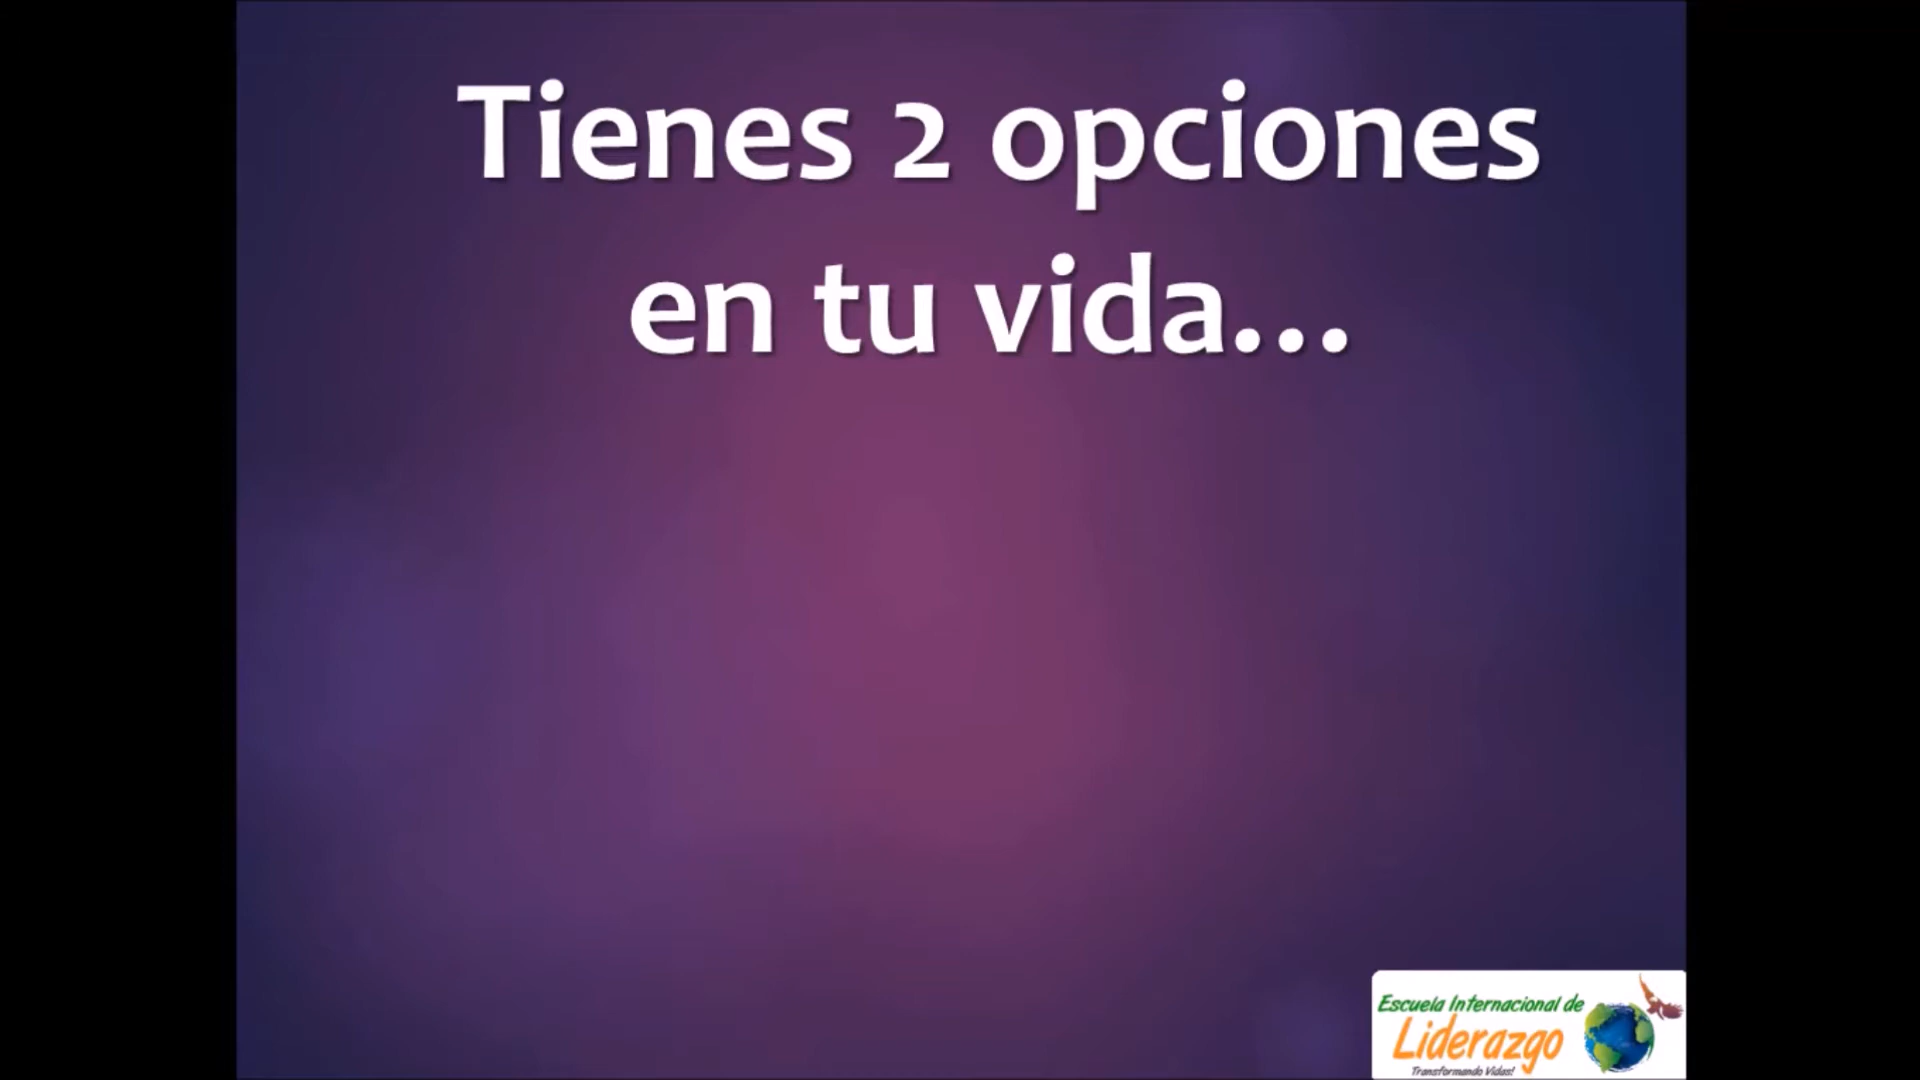 Tienes 2 opciones
en tu vida...
Escuela Internacional de
Liderazgo
Transformando Vidas!